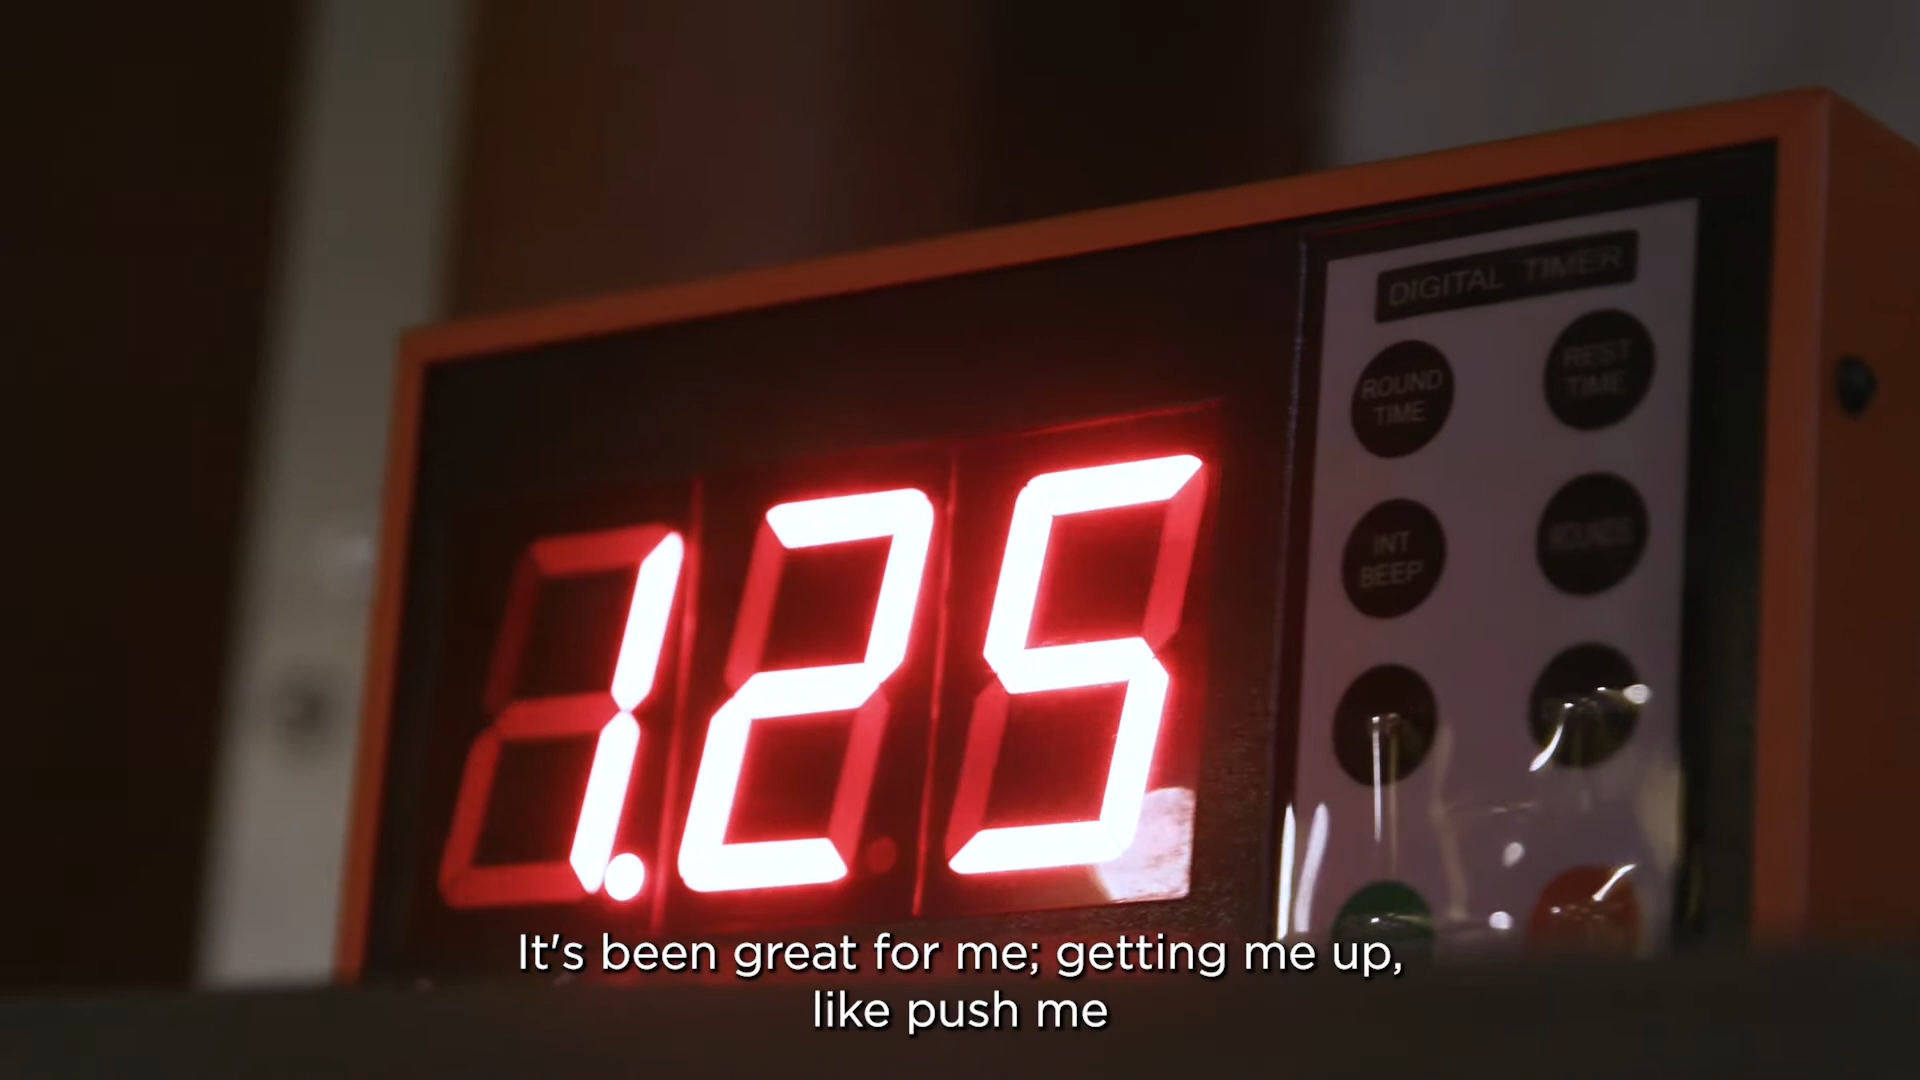 DIGITAL TIMER
ROUND
TIME
REST
TIME
INT
BEEP
ROUNDS
1.25
It's been great for me; getting me up,
like push me